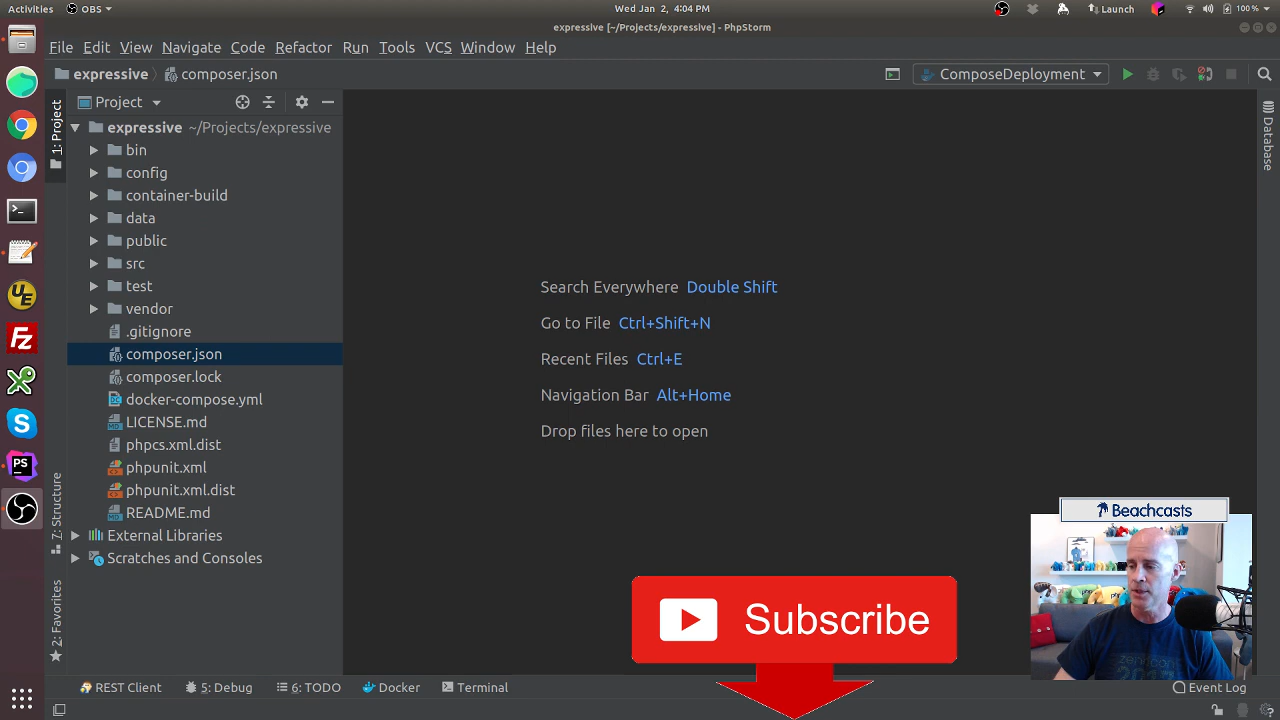 Activities
OBS
Wed Jan 2, 4:04 PM
Launch
100 %
expressive [~/Projects/expressive] - PhpStorm
File Edit View Navigate Code Refactor Run Tools VCS Window Help
expressive composer.json
ComposeDeployment
1: Project
Project
Database
expressive ~/Projects/expressive
bin
config
container-build
data
public
src
test
vendor
.gitignore
composer.json
composer.lock
docker-compose.yml
LICENSE.md
phpcs.xml.dist
phpunit.xml
phpunit.xml.dist
README.md
External Libraries
Scratches and Consoles
Search Everywhere Double Shift
Go to File Ctrl+Shift+N
Recent Files Ctrl+E
Navigation Bar Alt+Home
Drop files here to open
7: Structure
2: Favorites
Beachcasts
Subscribe
REST Client
5: Debug
6: TODO
Docker
Terminal
Event Log